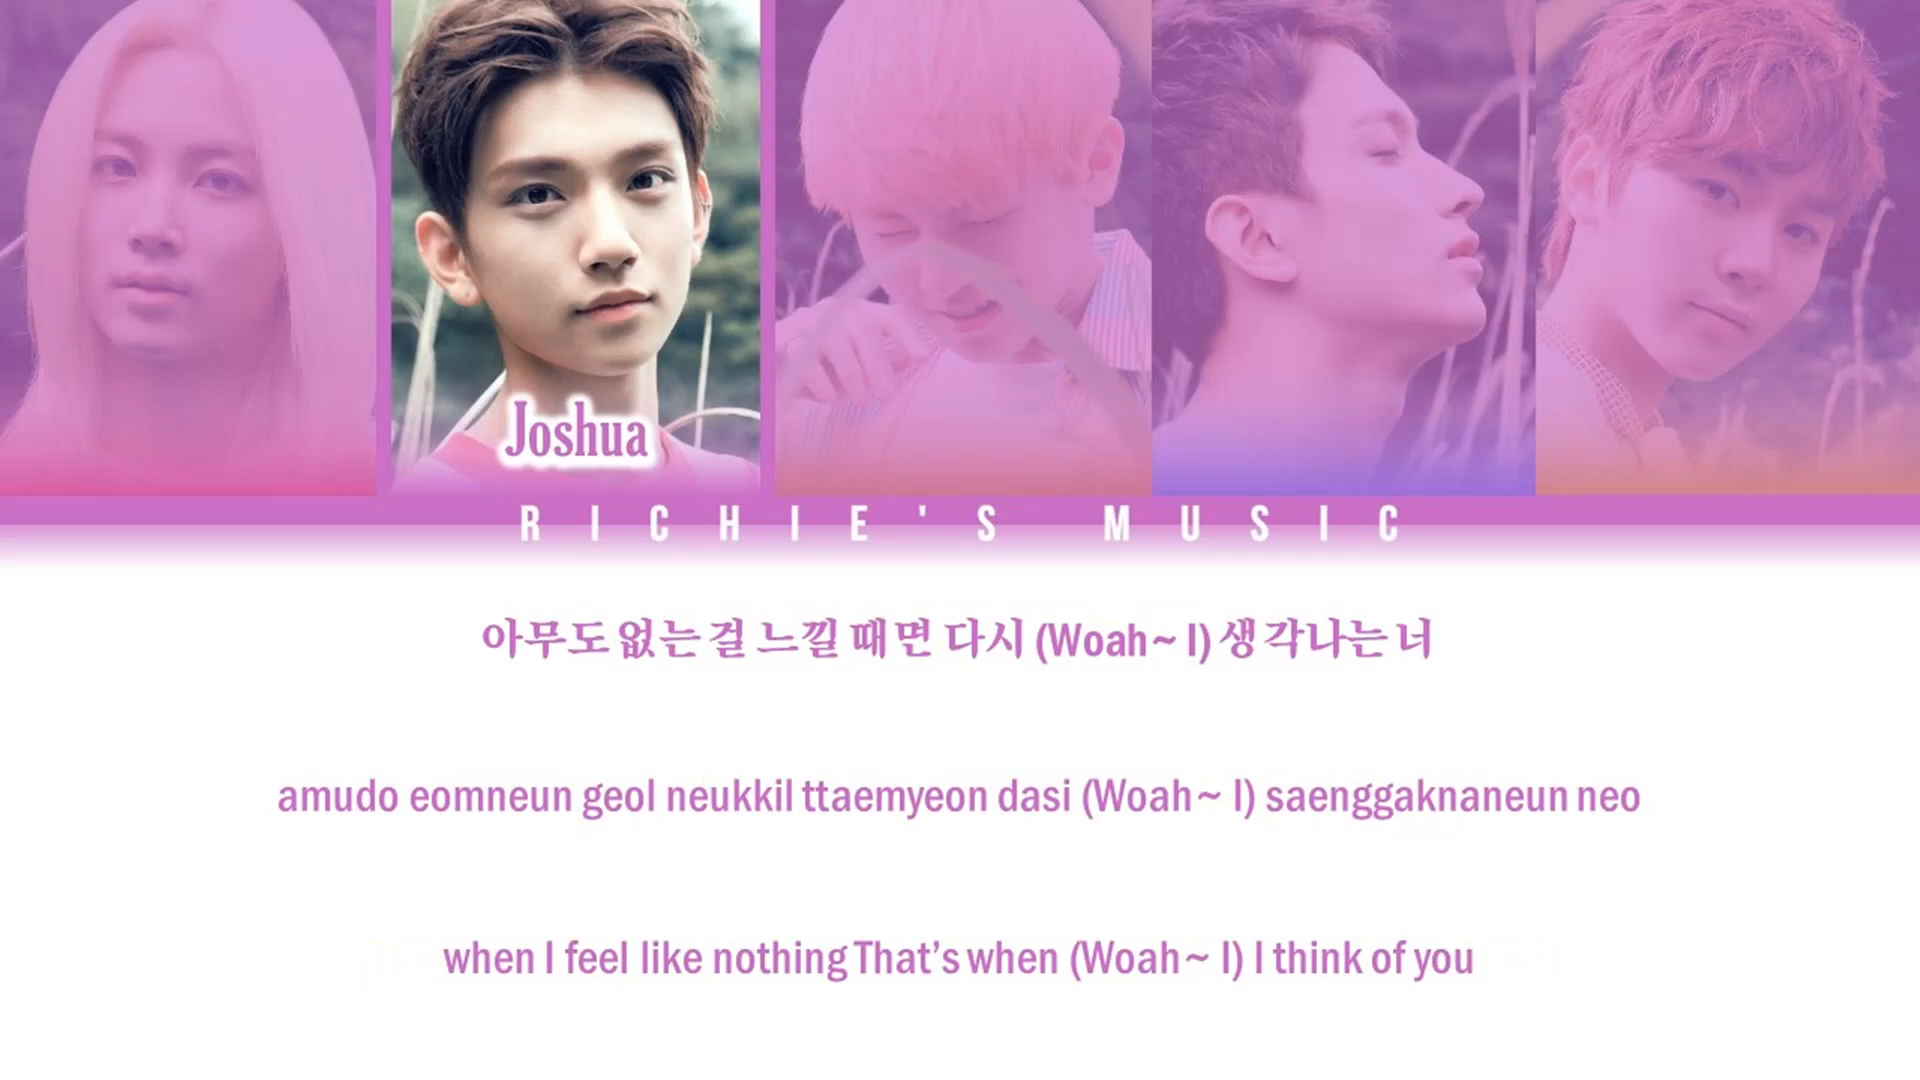 Joshua
RICHIE'S MUSIC
아무도 없는 걸 느낄 때면 다시 (Woah~ I) 생각나는 너
amudo eomneun geol neukkil ttaemyeon dasi (Woah~ I) saenggaknaneun neo
when I feel like nothing That's when (Woah~ I) I think of you